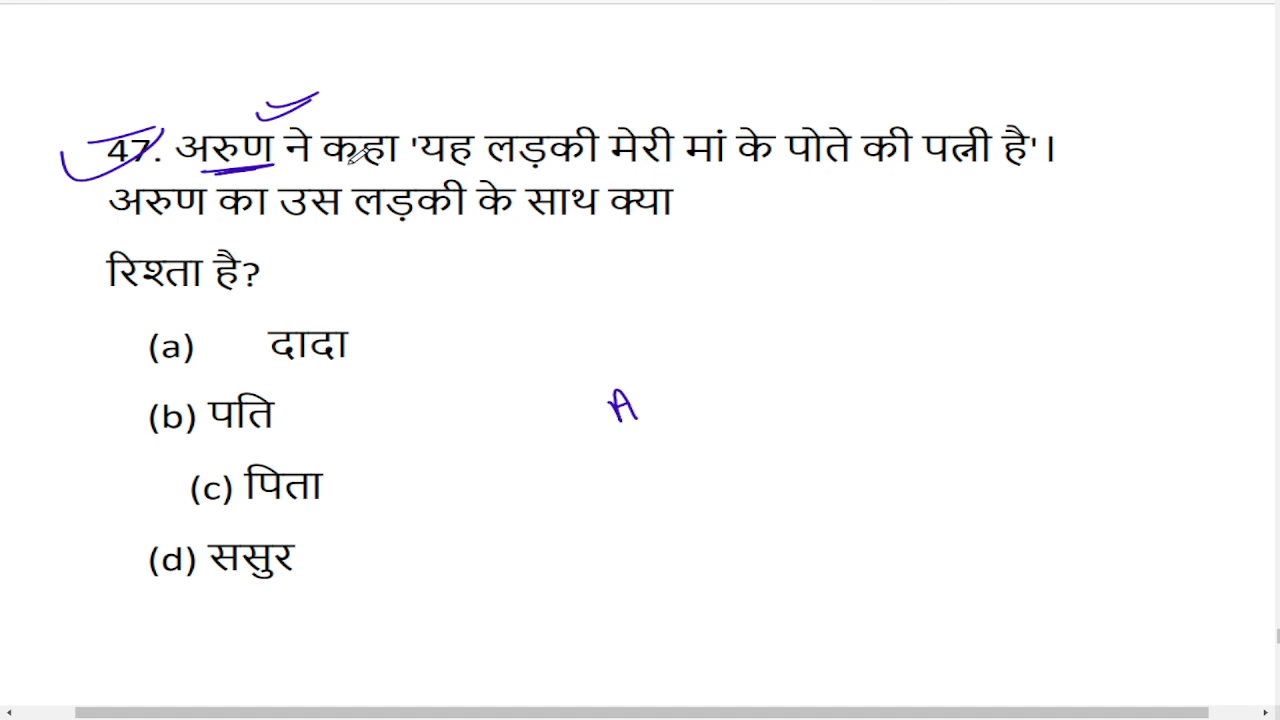 47. अरुण ने कहा 'यह लड़की मेरी मां के पोते की पत्नी है'।
अरुण का उस लड़की के साथ क्या
रिश्ता है?
(a) दादा
(b) पति
A
(c) पिता
(d) ससुर